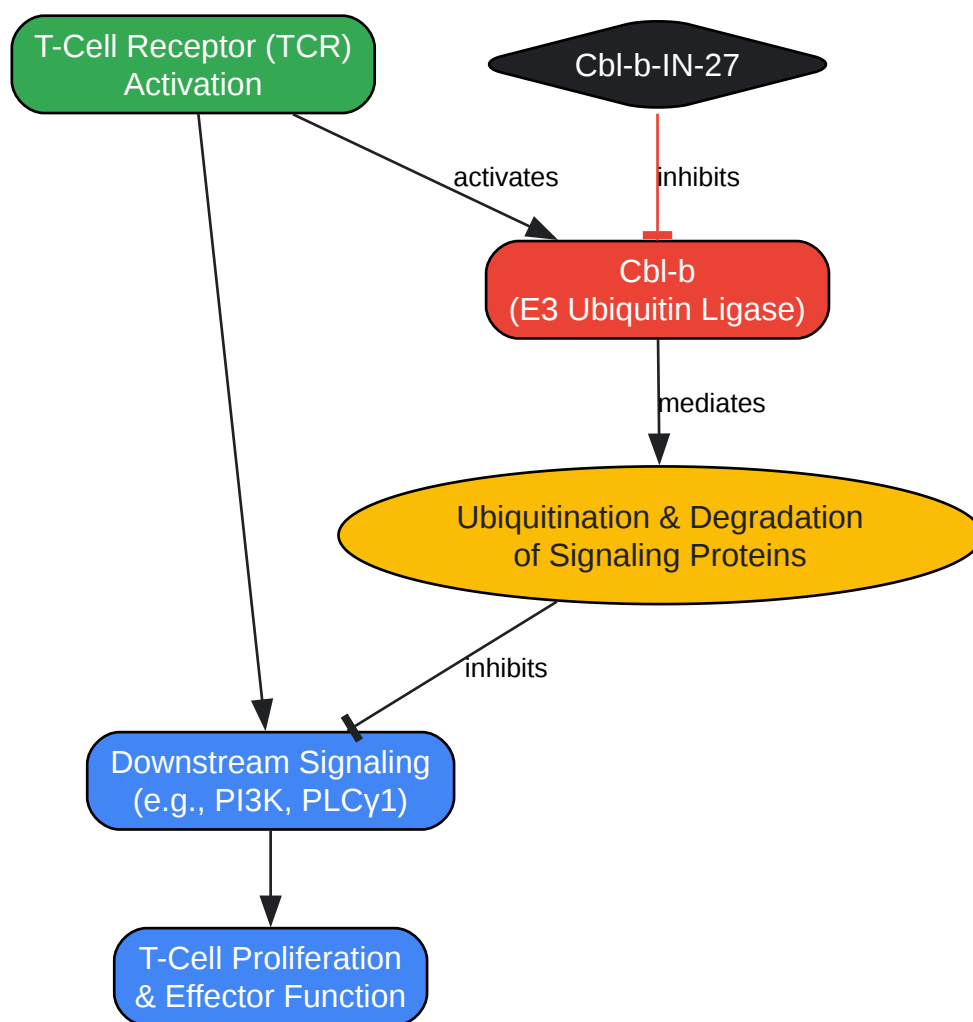 T-Cell Receptor (TCR)
Activation
Cbl-b-IN-27
activates
inhibits
Cbl-b
(E3 Ubiquitin Ligase)
mediates
Ubiquitination & Degradation
of Signaling Proteins
inhibits
Downstream Signaling
(e.g., PI3K, PLCγ1)
T-Cell Proliferation
& Effector Function